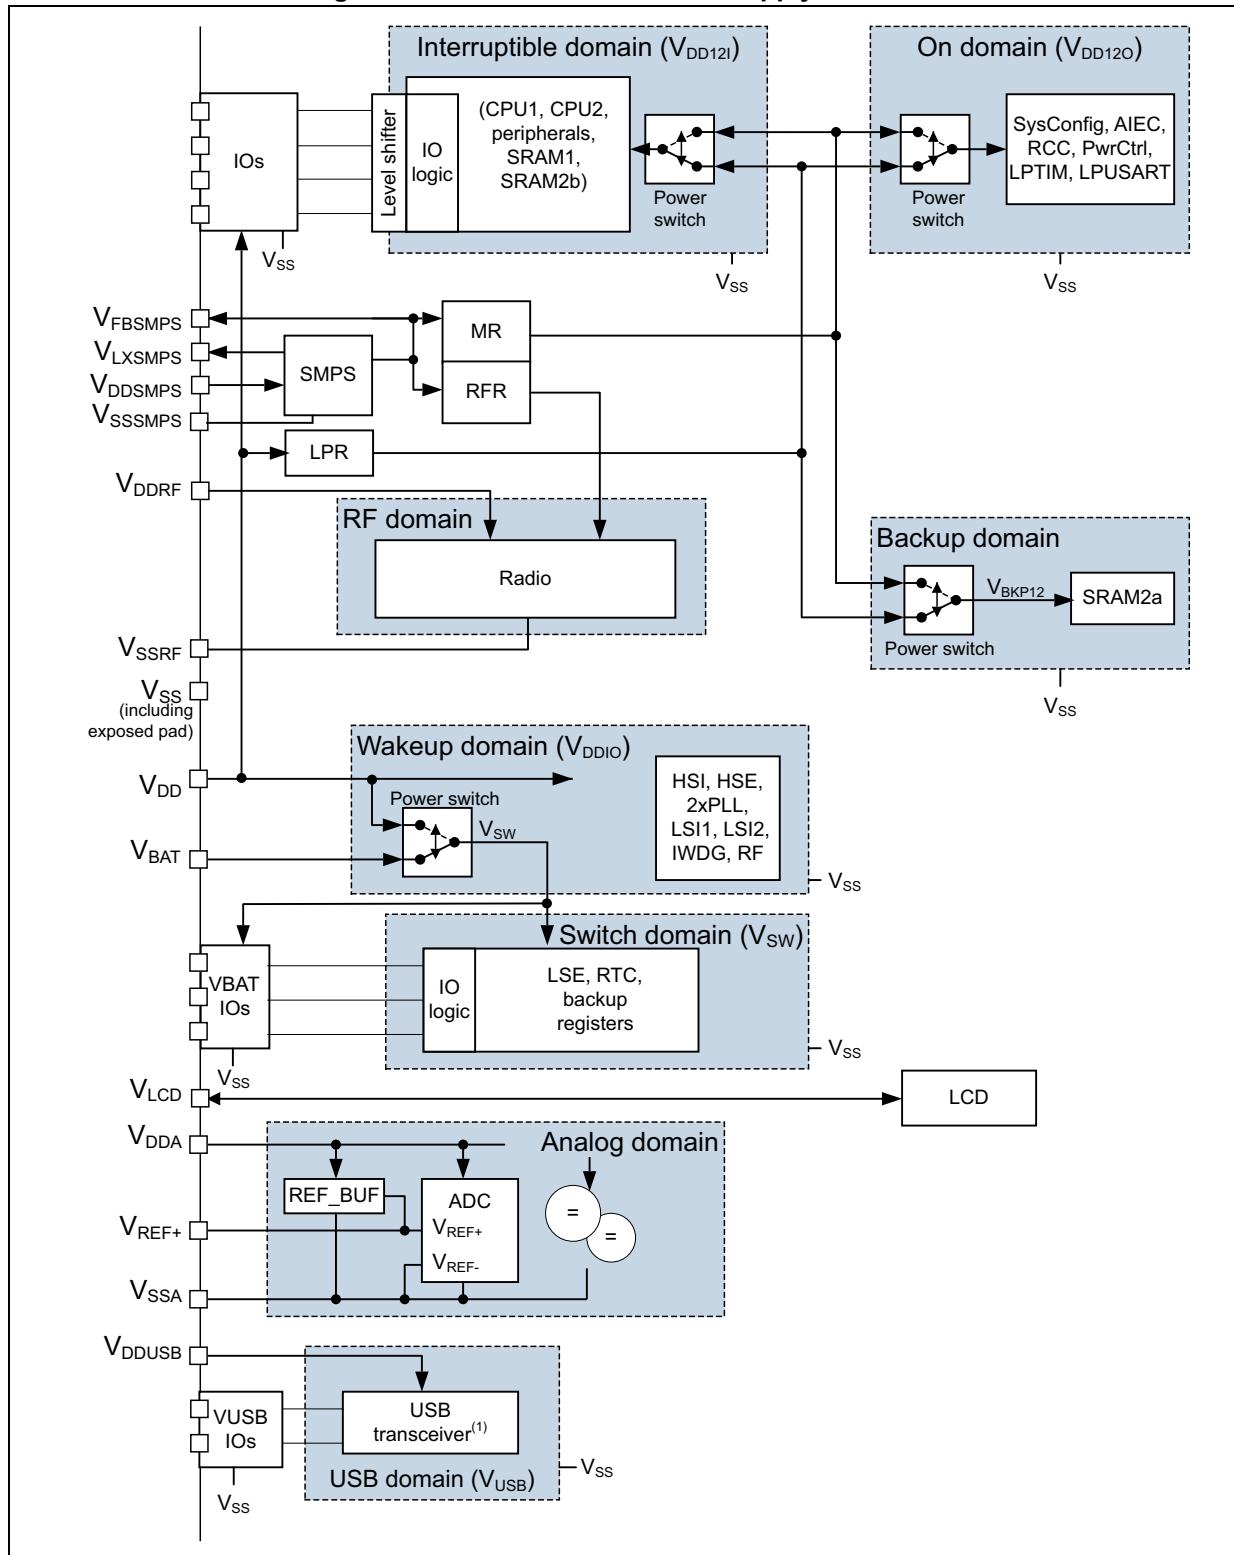 Interruptible domain (VDD12I)
On domain (VDD12O)
IOs
Level shifter
IO
logic
(CPU1, CPU2,
peripherals,
SRAM1,
SRAM2b)
Power
switch
Power
switch
SysConfig, AIEC,
RCC, PwrCtrl,
LPTIM, LPUSART
VSS
VSS
VSS
VFBSMPS
VLXSMPS
VDDSMPS
VSSSMPS
SMPS
MR
RFR
LPR
VDDRF
RF domain
Radio
VSSRF
Backup domain
VBKP12
SRAM2a
Power switch
VSS
VSS
(including
exposed pad)
VDD
Wakeup domain (VDDIO)
Power switch
VSW
HSI, HSE,
2xPLL,
LSI1, LSI2,
IWDG, RF
VBAT
VSS
Switch domain (VSW)
VBAT
IOs
IO
logic
LSE, RTC,
backup
registers
VSS
VSS
VLCD
LCD
VDDA
Analog domain
REF_BUF
ADC
VREF+
VREF-
=
=
VREF+
VSSA
VDDUSB
VUSB
IOs
USB
transceiver(1)
USB domain (VUSB)
VSS
VSS